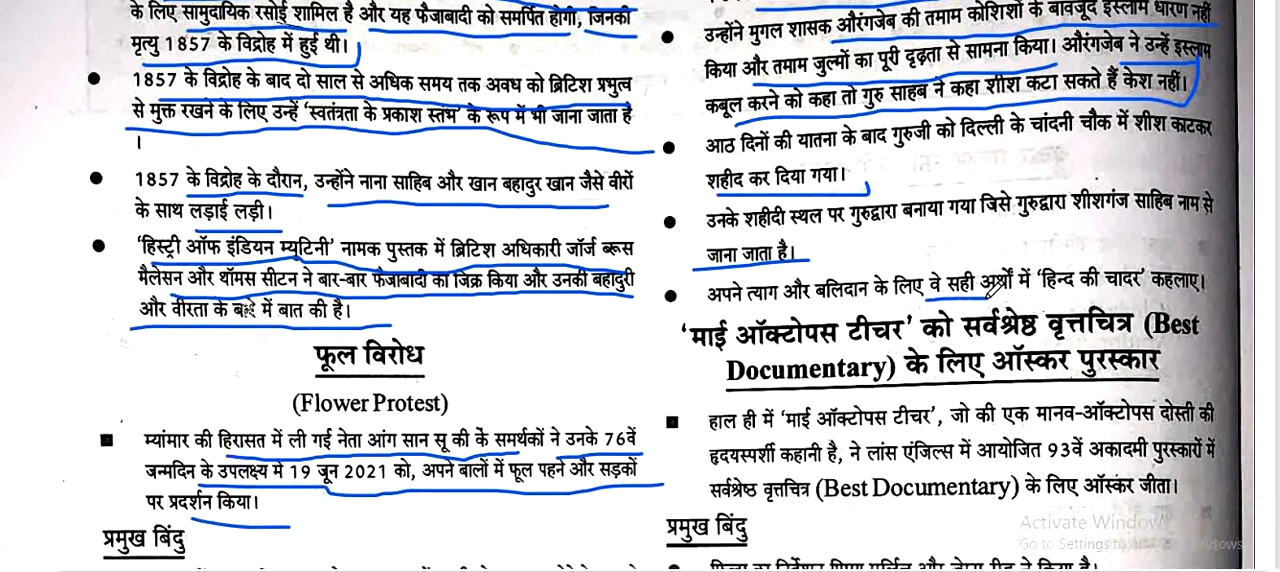 के लिए सामुदायिक रसोई शामिल है और यह फैजाबादी को समर्पित होगी, जिनकी
मृत्यु 1857 के विद्रोह में हुई थी।
1857 के विद्रोह के बाद दो साल से अधिक समय तक अवध को ब्रिटिश प्रभुत्व
से मुक्त रखने के लिए उन्हें ‘स्वतंत्रता के प्रकाश स्तंभ’ के रूप में भी जाना जाता है
।
1857 के विद्रोह के दौरान, उन्होंने नाना साहिब और खान बहादुर खान जैसे वीरों
के साथ लड़ाई लड़ी।
‘हिस्ट्री ऑफ इंडियन म्यूटिनी’ नामक पुस्तक में ब्रिटिश अधिकारी जॉर्ज ब्रूस
मैलेसन और थॉमस सीटन ने बार-बार फैजाबादी का जिक्र किया और उनकी बहादुरी
और वीरता के में बात की है।
फूल विरोध
(Flower Protest)
म्यांमार की हिरासत में ली गई नेता आंग सान सू की के समर्थकों ने उनके 76वें
जन्मदिन के उपलक्ष्य में 19 जून 2021 को, अपने बालों में फूल पहने और सड़कों
पर प्रदर्शन किया।
प्रमुख बिंदु
उन्होंने मुगल शासक औरंगजेब की तमाम कोशिशों के बावजूद इस्लाम धारण नहीं
किया और तमाम जुल्मों का पूरी दृढ़ता से सामना किया। औरंगजेब ने उन्हें इस्लाम
कबूल करने को कहा तो गुरु साहब ने कहा शीश कटा सकते हैं केश नहीं।
आठ दिनों की यातना के बाद गुरुजी को दिल्ली के चांदनी चौक में शीश काटकर
शहीद कर दिया गया।
उनके शहीदी स्थल पर गुरुद्वारा बनाया गया जिसे गुरुद्वारा शीशगंज साहिब नाम से
जाना जाता है।
अपने त्याग और बलिदान के लिए वे सही अर्थों में ‘हिन्द की चादर’ कहलाए।
‘माई ऑक्टोपस टीचर’ को सर्वश्रेष्ठ वृत्तचित्र (Best
Documentary) के लिए ऑस्कर पुरस्कार
हाल ही में ‘माई ऑक्टोपस टीचर’, जो की एक मानव-ऑक्टोपस दोस्ती की
हृदयस्पर्शी कहानी है, ने लांस एंजिल्स में आयोजित 93वें अकादमी पुरस्कारों में
सर्वश्रेष्ठ वृत्तचित्र (Best Documentary) के लिए ऑस्कर जीता।
प्रमुख बिंदु
Activate Windows
Go to Settings to